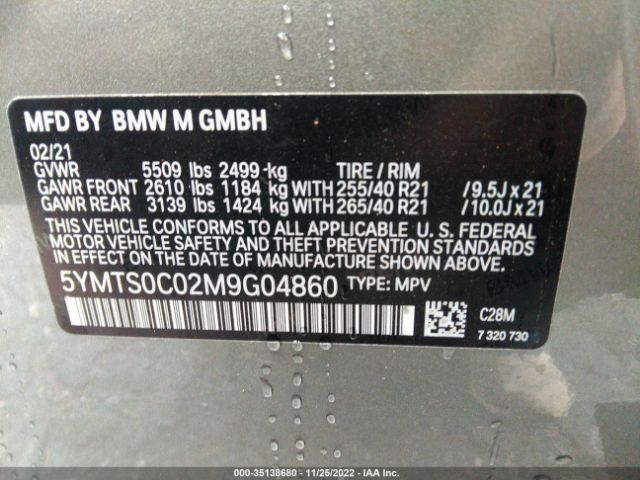 MFD BY BMW M GMBH
02/21
GVWR 5509 lbs 2499 kg TIRE / RIM
GAWR FRONT 2610 lbs 1184 kg WITH 255/40 R21 /9.5J x 21
GAWR REAR 3139 lbs 1424 kg WITH 265/40 R21 /10.0J x 21
THIS VEHICLE CONFORMS TO ALL APPLICABLE U. S. FEDERAL
MOTOR VEHICLE SAFETY AND THEFT PREVENTION STANDARDS
IN EFFECT ON THE DATE OF MANUFACTURE SHOWN ABOVE.
5YMTS0C02M9G04860 TYPE: MPV
C28M
7 320 730
000-35138680 - 11/25/2022 - IAA Inc.